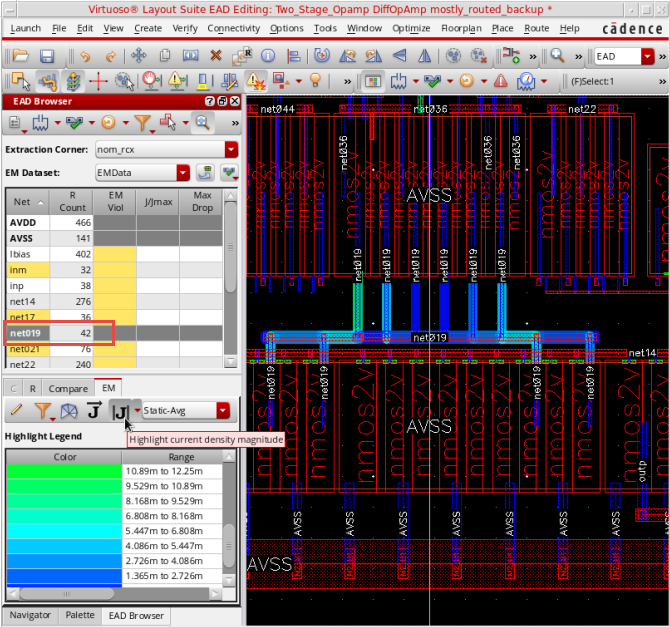 Virtuoso® Layout Suite EAD Editing: Two_Stage_Opamp DiffOpAmp mostly_routed_backup *
Launch File Edit View Create Verify Connectivity Options Tools Window Optimize Floorplan Place Route Help cādence
EAD
(F)Select:1
EAD Browser
Extraction Corner: nom_rcx
EM Dataset: EMData
Net R Count EM Viol J/Jmax Max Drop
AVDD 466
AVSS 141
Ibias 402
inm 32
inp 38
net14 276
net17 36
net019 42
net021 76
net22 240
C R Compare EM
J |J| Static-Avg
Highlight current density magnitude
Highlight Legend
Color Range
10.89m to 12.25m
9.529m to 10.89m
8.168m to 9.529m
6.808m to 8.168m
5.447m to 6.808m
4.086m to 5.447m
2.726m to 4.086m
1.365m to 2.726m
Navigator Palette EAD Browser
net044 net036 net22
net036 net036 net036
nmos2v nmos2v nmos2v nmos2v
AVSS
net019 net019 net019 net019 net019 net019
net019
net14
net019 net019 net019 net019
nmos2v nmos2v nmos2v nmos2v
AVSS
outp
AVSS AVSS AVSS AVSS AVSS AVSS AVSS
AVSS